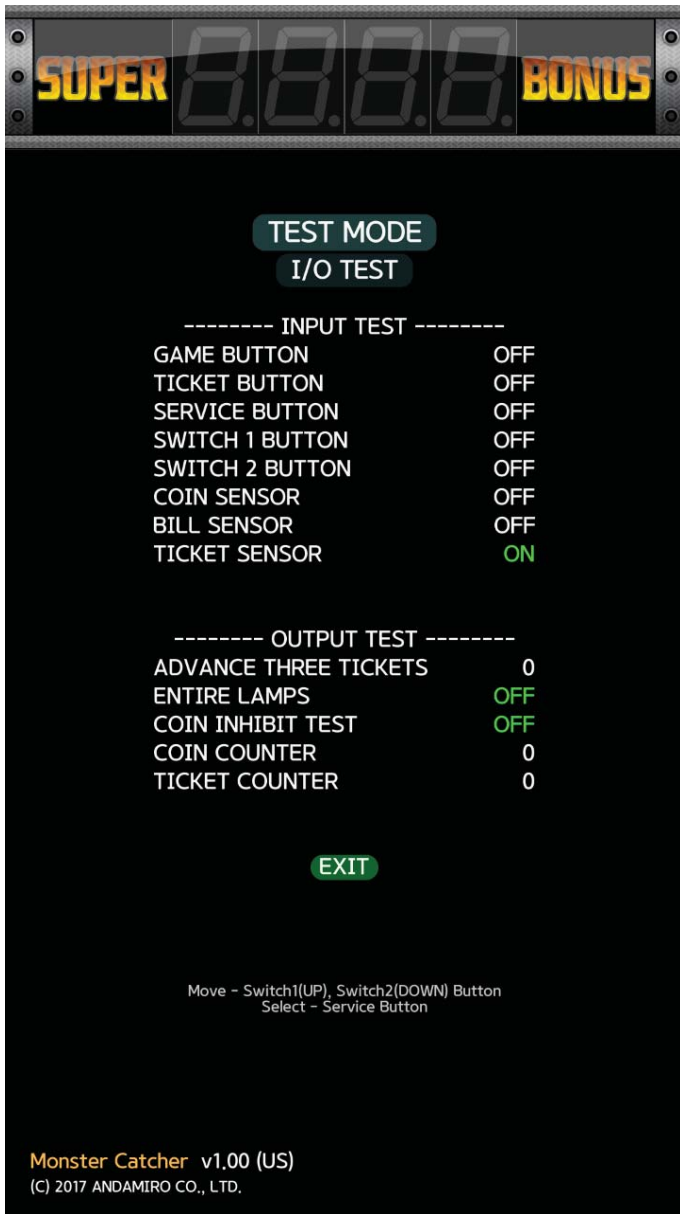 SUPER BONUS
TEST MODE
I/O TEST
-------- INPUT TEST --------
GAME BUTTON OFF
TICKET BUTTON OFF
SERVICE BUTTON OFF
SWITCH 1 BUTTON OFF
SWITCH 2 BUTTON OFF
COIN SENSOR OFF
BILL SENSOR OFF
TICKET SENSOR ON
-------- OUTPUT TEST --------
ADVANCE THREE TICKETS 0
ENTIRE LAMPS OFF
COIN INHIBIT TEST OFF
COIN COUNTER 0
TICKET COUNTER 0
EXIT
Move - Switch1(UP), Switch2(DOWN) Button
Select - Service Button
Monster Catcher v1.00 (US)
(C) 2017 ANDAMIRO CO., LTD.